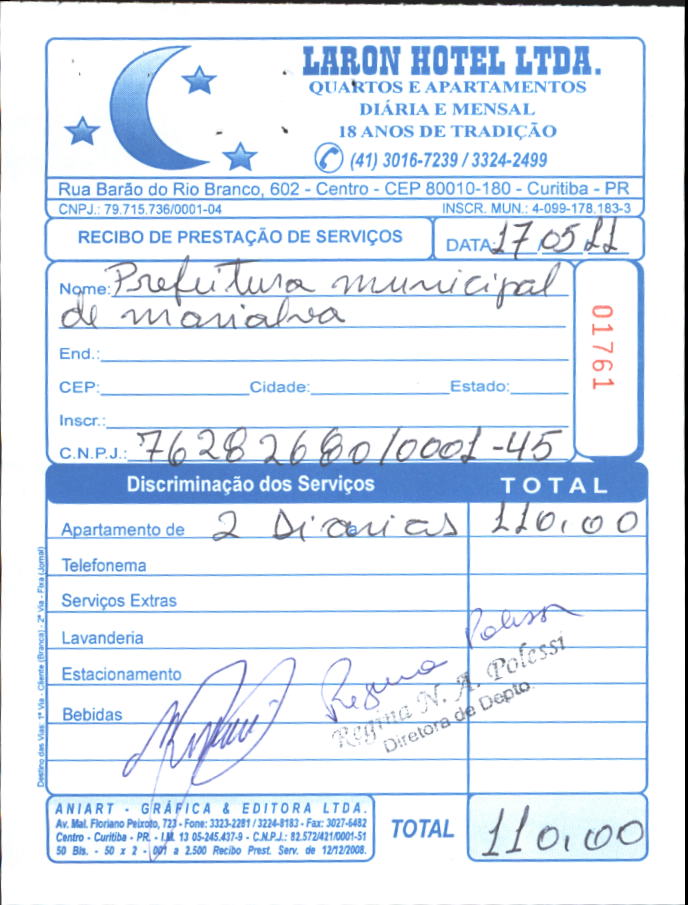 LARON HOTEL LTDA.
QUARTOS E APARTAMENTOS
DIÁRIA E MENSAL
18 ANOS DE TRADIÇÃO
(41) 3016-7239 / 3324-2499
Rua Barão do Rio Branco, 602 - Centro - CEP 80010-180 - Curitiba - PR
CNPJ.: 79.715.736/0001-04 INSCR. MUN.: 4-099-178.183-3
RECIBO DE PRESTAÇÃO DE SERVIÇOS DATA: 17 05 11
Nome: Prefeitura municipal
de marialva
01761
End.:
CEP: Cidade: Estado:
Inscr.:
C.N.P.J.: 76282680/0001-45
Discriminação dos Serviços TOTAL
Apartamento de 2 Diarias 110,00
Telefonema
Serviços Extras
Lavanderia
Estacionamento
Bebidas
Regina Polessi
Regina N. A. Polessi
Diretora de Depto.
Destino das Vias: 1ª Via - Cliente (Branca) - 2ª Via - Fixa (Jornal)
ANIART - GRÁFICA & EDITORA LTDA.
Av. Mal. Floriano Peixoto, 723 - Fone: 3323-2281 / 3224-8183 - Fax: 3027-6482
Centro - Curitiba - PR. - I.M. 13 05-245.437-9 - C.N.P.J.: 82.572/421/0001-51
50 Bls. - 50 x 2 - 001 a 2.500 Recibo Prest. Serv. de 12/12/2008.
TOTAL 110,00